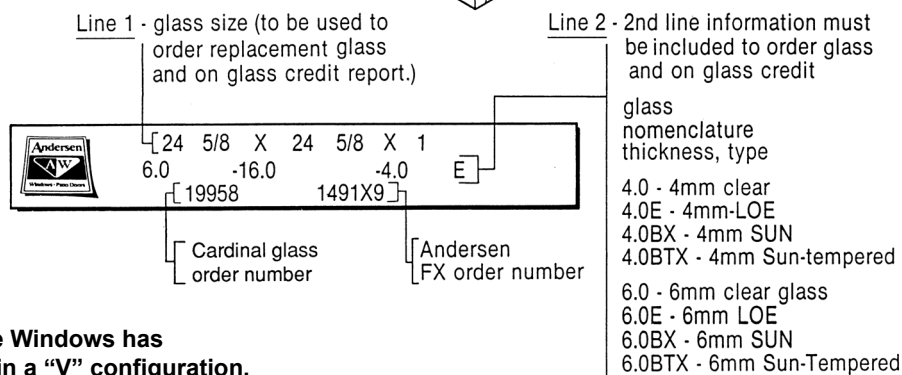 Line 1 - glass size (to be used to
order replacement glass
and on glass credit report.)
Line 2 - 2nd line information must
be included to order glass
and on glass credit
glass
nomenclature
thickness, type
4.0 - 4mm clear
4.0E - 4mm-LOE
4.0BX - 4mm SUN
4.0BTX - 4mm Sun-tempered
6.0 - 6mm clear glass
6.0E - 6mm LOE
6.0BX - 6mm SUN
6.0BTX - 6mm Sun-Tempered
Andersen
AW
Windows - Patio Doors
24 5/8 X 24 5/8 X 1
6.0 -16.0 -4.0 E
19958 1491X9
Cardinal glass
order number
Andersen
FX order number
e Windows has
in a “V” configuration.